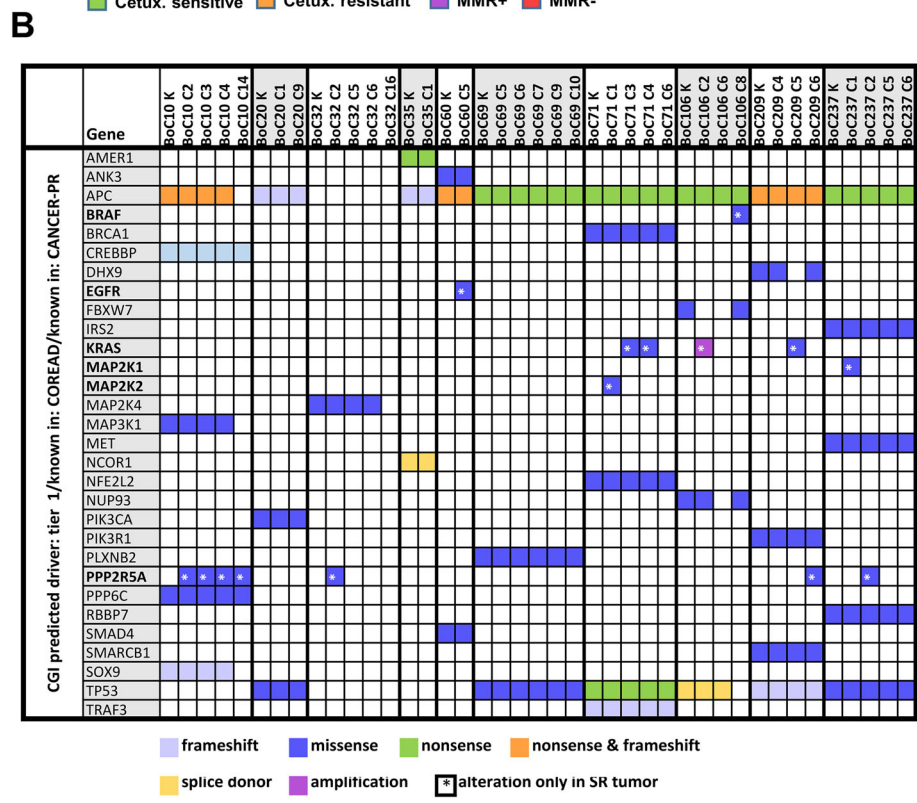 Cetux. sensitive Cetux. resistant MMR+ MMR-
B
Gene BoC10 K BoC10 C2 BoC10 C3 BoC10 C4 BoC10 C14 BoC20 K BoC20 C1 BoC20 C9 BoC32 K BoC32 C2 BoC32 C5 BoC32 C6 BoC32 C16 BoC35 K BoC35 C1 BoC60 K BoC60 C5 BoC69 K BoC69 C5 BoC69 C6 BoC69 C7 BoC69 C9 BoC69 C10 BoC71 K BoC71 C1 BoC71 C3 BoC71 C4 BoC71 C6 BoC106 K BoC106 C2 BoC106 C6 BoC106 C8 BoC209 K BoC209 C4 BoC209 C5 BoC209 C6 BoC237 K BoC237 C1 BoC237 C2 BoC237 C5 BoC237 C6
CGI predicted driver: tier 1/known in: COREAD/known in: CANCER-PR
AMER1
ANK3
APC
BRAF *
BRCA1
CREBBP
DHX9
EGFR *
FBXW7
IRS2
KRAS * * * *
MAP2K1 *
MAP2K2 *
MAP2K4
MAP3K1
MET
NCOR1
NFE2L2
NUP93
PIK3CA
PIK3R1
PLXNB2
PPP2R5A * * * * * * *
PPP6C
RBBP7
SMAD4
SMARCB1
SOX9
TP53
TRAF3
frameshift missense nonsense nonsense & frameshift
splice donor amplification * alteration only in SR tumor